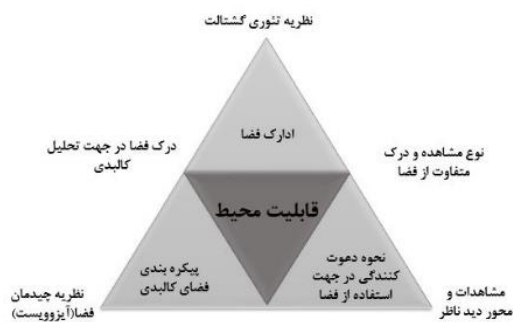 نظریه تئوری گشتالت
ادارک فضا
درک فضا در جهت تحلیل
کالبدی
نوع مشاهده و درک
متفاوت از فضا
قابلیت محیط
پیکره بندی
فضای کالبدی
نحوه دعوت
کنندگی در جهت
استفاده از فضا
نظریه چیدمان
فضا(آیزوویست)
مشاهدات و
محور دید ناظر